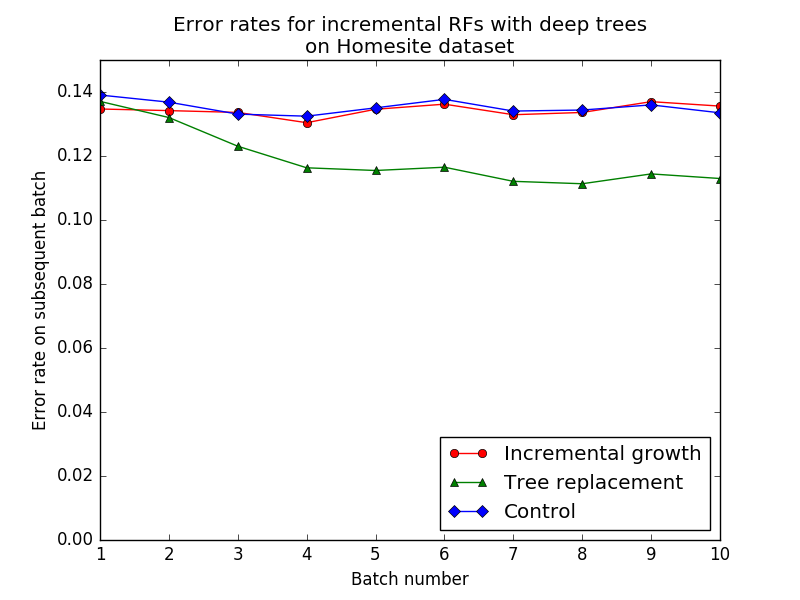 Error rates for incremental RFs with deep trees
on Homesite dataset
Error rate on subsequent batch
0.14
0.12
0.10
0.08
0.06
0.04
0.02
0.00
1 2 3 4 5 6 7 8 9 10
Batch number
Incremental growth
Tree replacement
Control